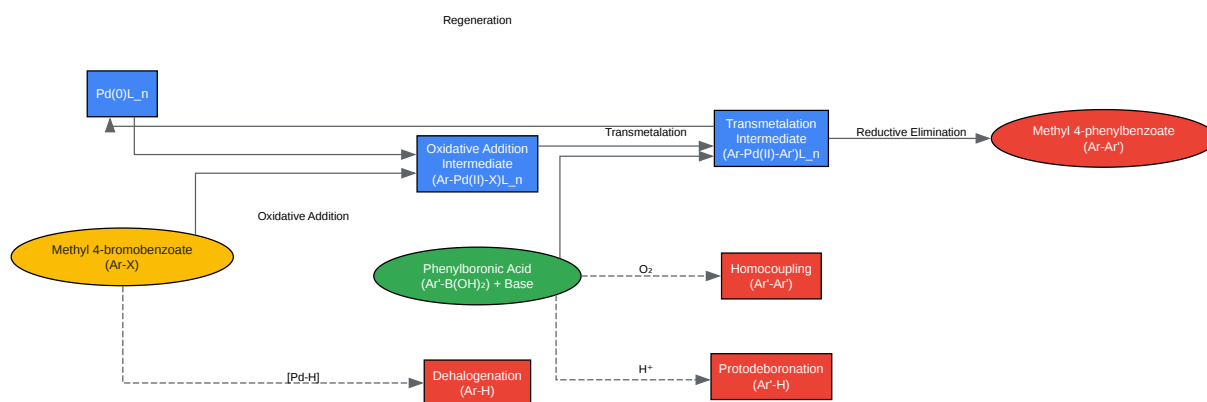 Regeneration
Pd(0)L_n
Transmetalation
Intermediate
(Ar-Pd(II)-Ar')L_n
Transmetalation
Reductive Elimination
Methyl 4-phenylbenzoate
(Ar-Ar')
Oxidative Addition
Intermediate
(Ar-Pd(II)-X)L_n
Oxidative Addition
Methyl 4-bromobenzoate
(Ar-X)
Phenylboronic Acid
(Ar'-B(OH)₂) + Base
O₂
Homocoupling
(Ar'-Ar')
[Pd-H]
Dehalogenation
(Ar-H)
H⁺
Protodeboronation
(Ar'-H)